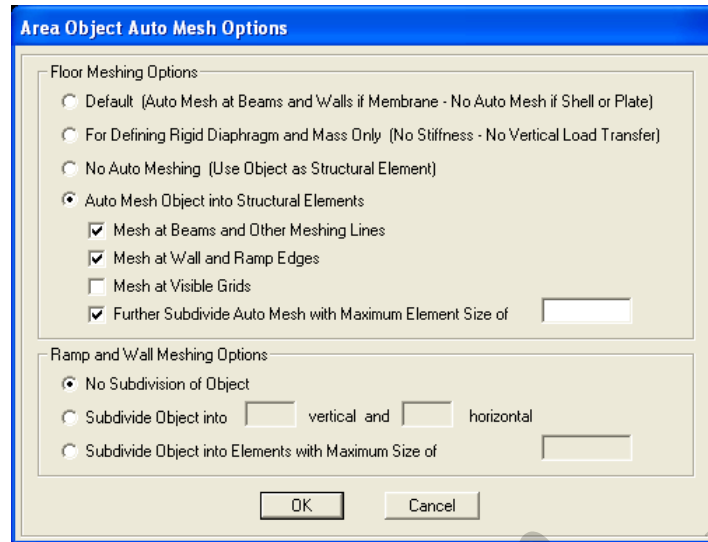 Area Object Auto Mesh Options
Floor Meshing Options
Default (Auto Mesh at Beams and Walls if Membrane - No Auto Mesh if Shell or Plate)
For Defining Rigid Diaphragm and Mass Only (No Stiffness - No Vertical Load Transfer)
No Auto Meshing (Use Object as Structural Element)
Auto Mesh Object into Structural Elements
Mesh at Beams and Other Meshing Lines
Mesh at Wall and Ramp Edges
Mesh at Visible Grids
Further Subdivide Auto Mesh with Maximum Element Size of
Ramp and Wall Meshing Options
No Subdivision of Object
Subdivide Object into vertical and horizontal
Subdivide Object into Elements with Maximum Size of
OK Cancel